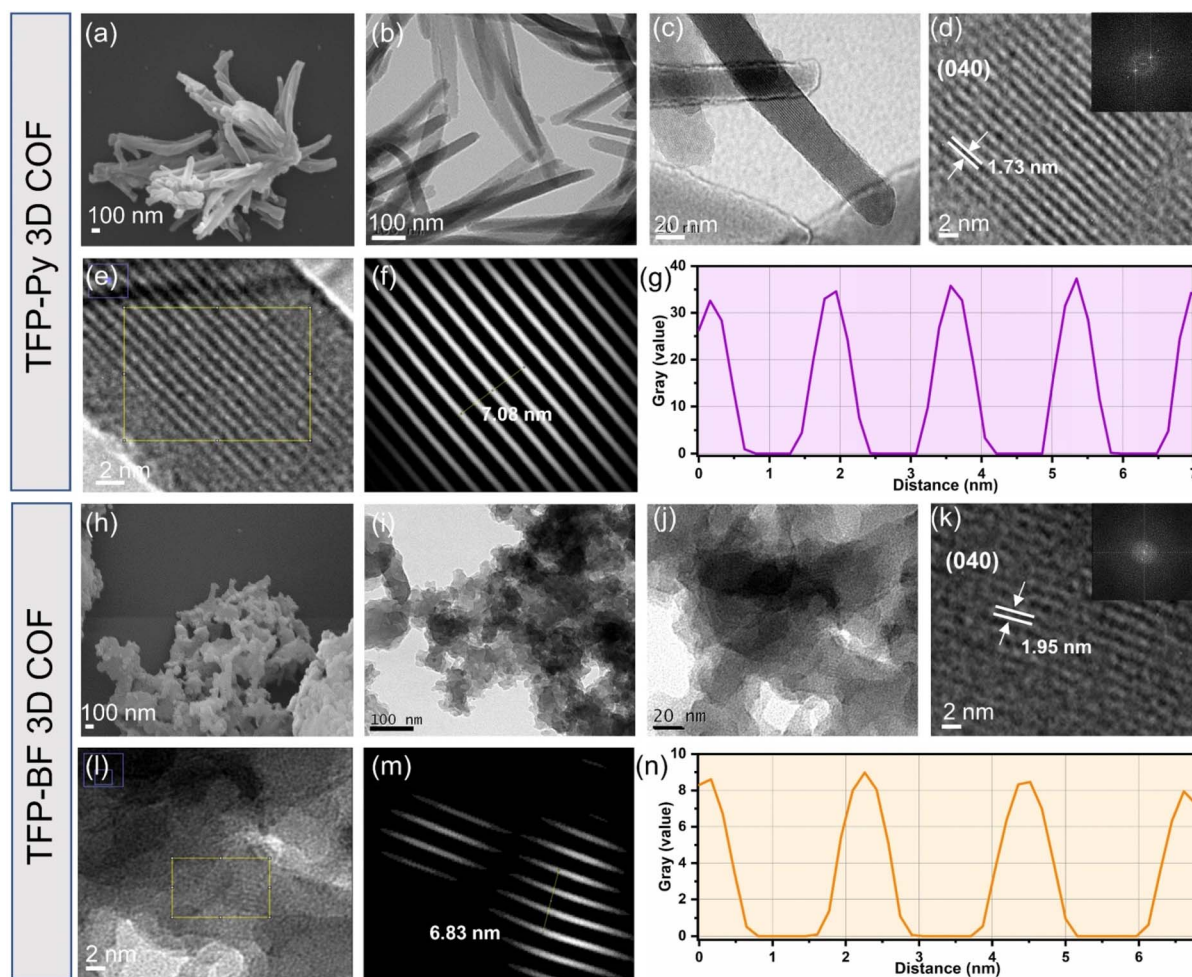 TFP-Py 3D COF
(a)
100 nm
(b)
100 nm
(c)
20 nm
(d)
(040)
1.73 nm
2 nm
(e)
2 nm
(f)
7.08 nm
(g)
Gray (value)
40
30
20
10
0
0 1 2 3 4 5 6 7
Distance (nm)
TFP-BF 3D COF
(h)
100 nm
(i)
100 nm
(j)
20 nm
(k)
(040)
1.95 nm
2 nm
(l)
2 nm
(m)
6.83 nm
(n)
Gray (value)
10
8
6
4
2
0
0 1 2 3 4 5 6
Distance (nm)